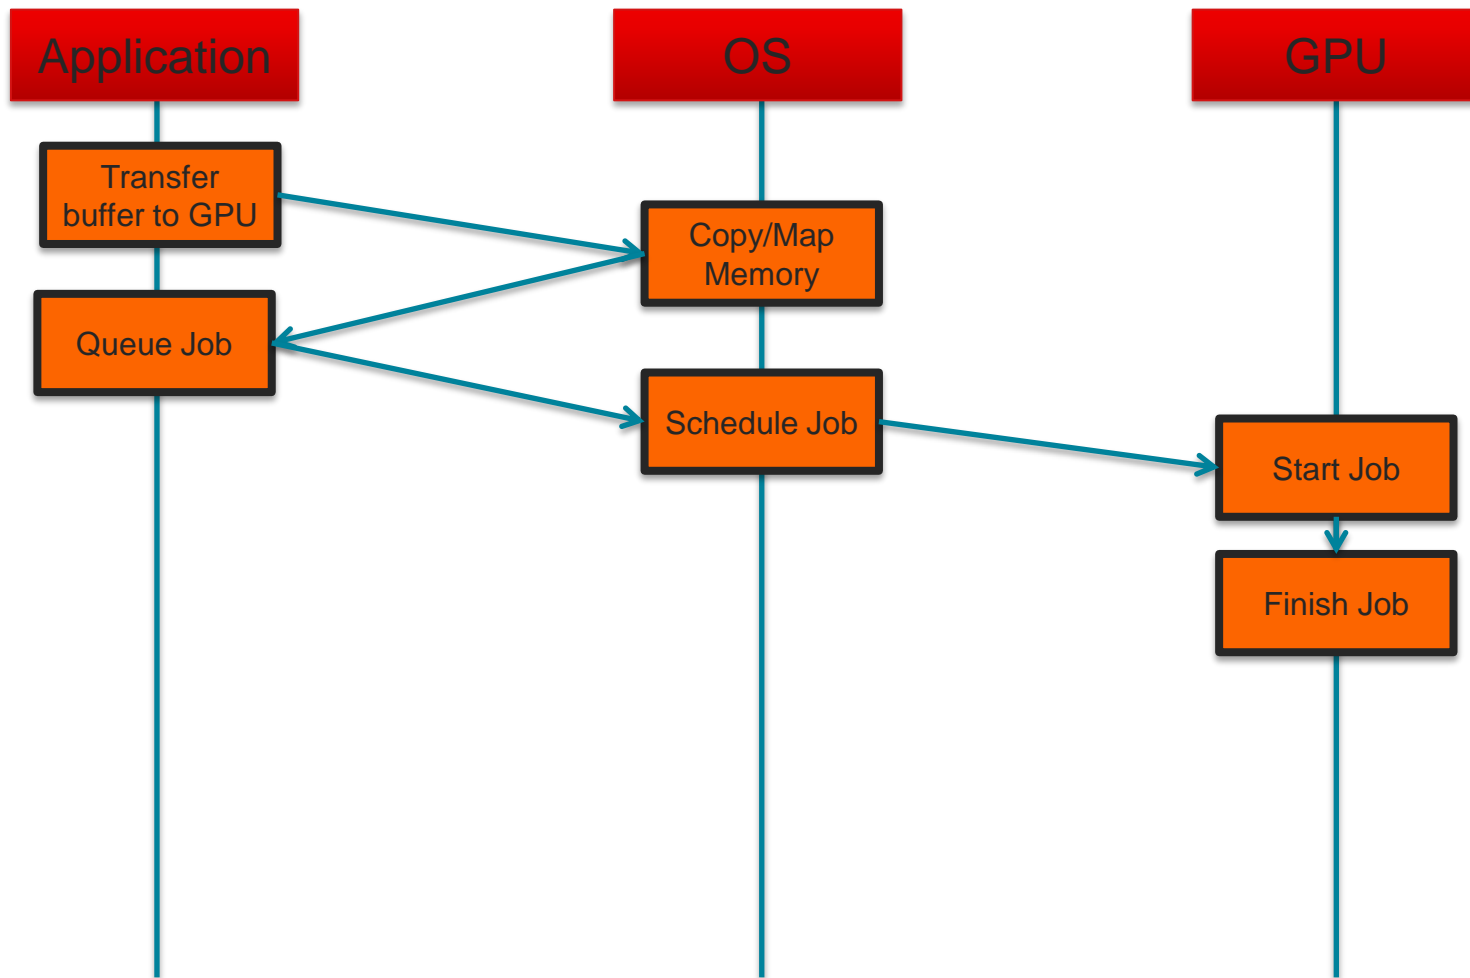 Application
OS
GPU
Transfer
buffer to GPU
Copy/Map
Memory
Queue Job
Schedule Job
Start Job
Finish Job